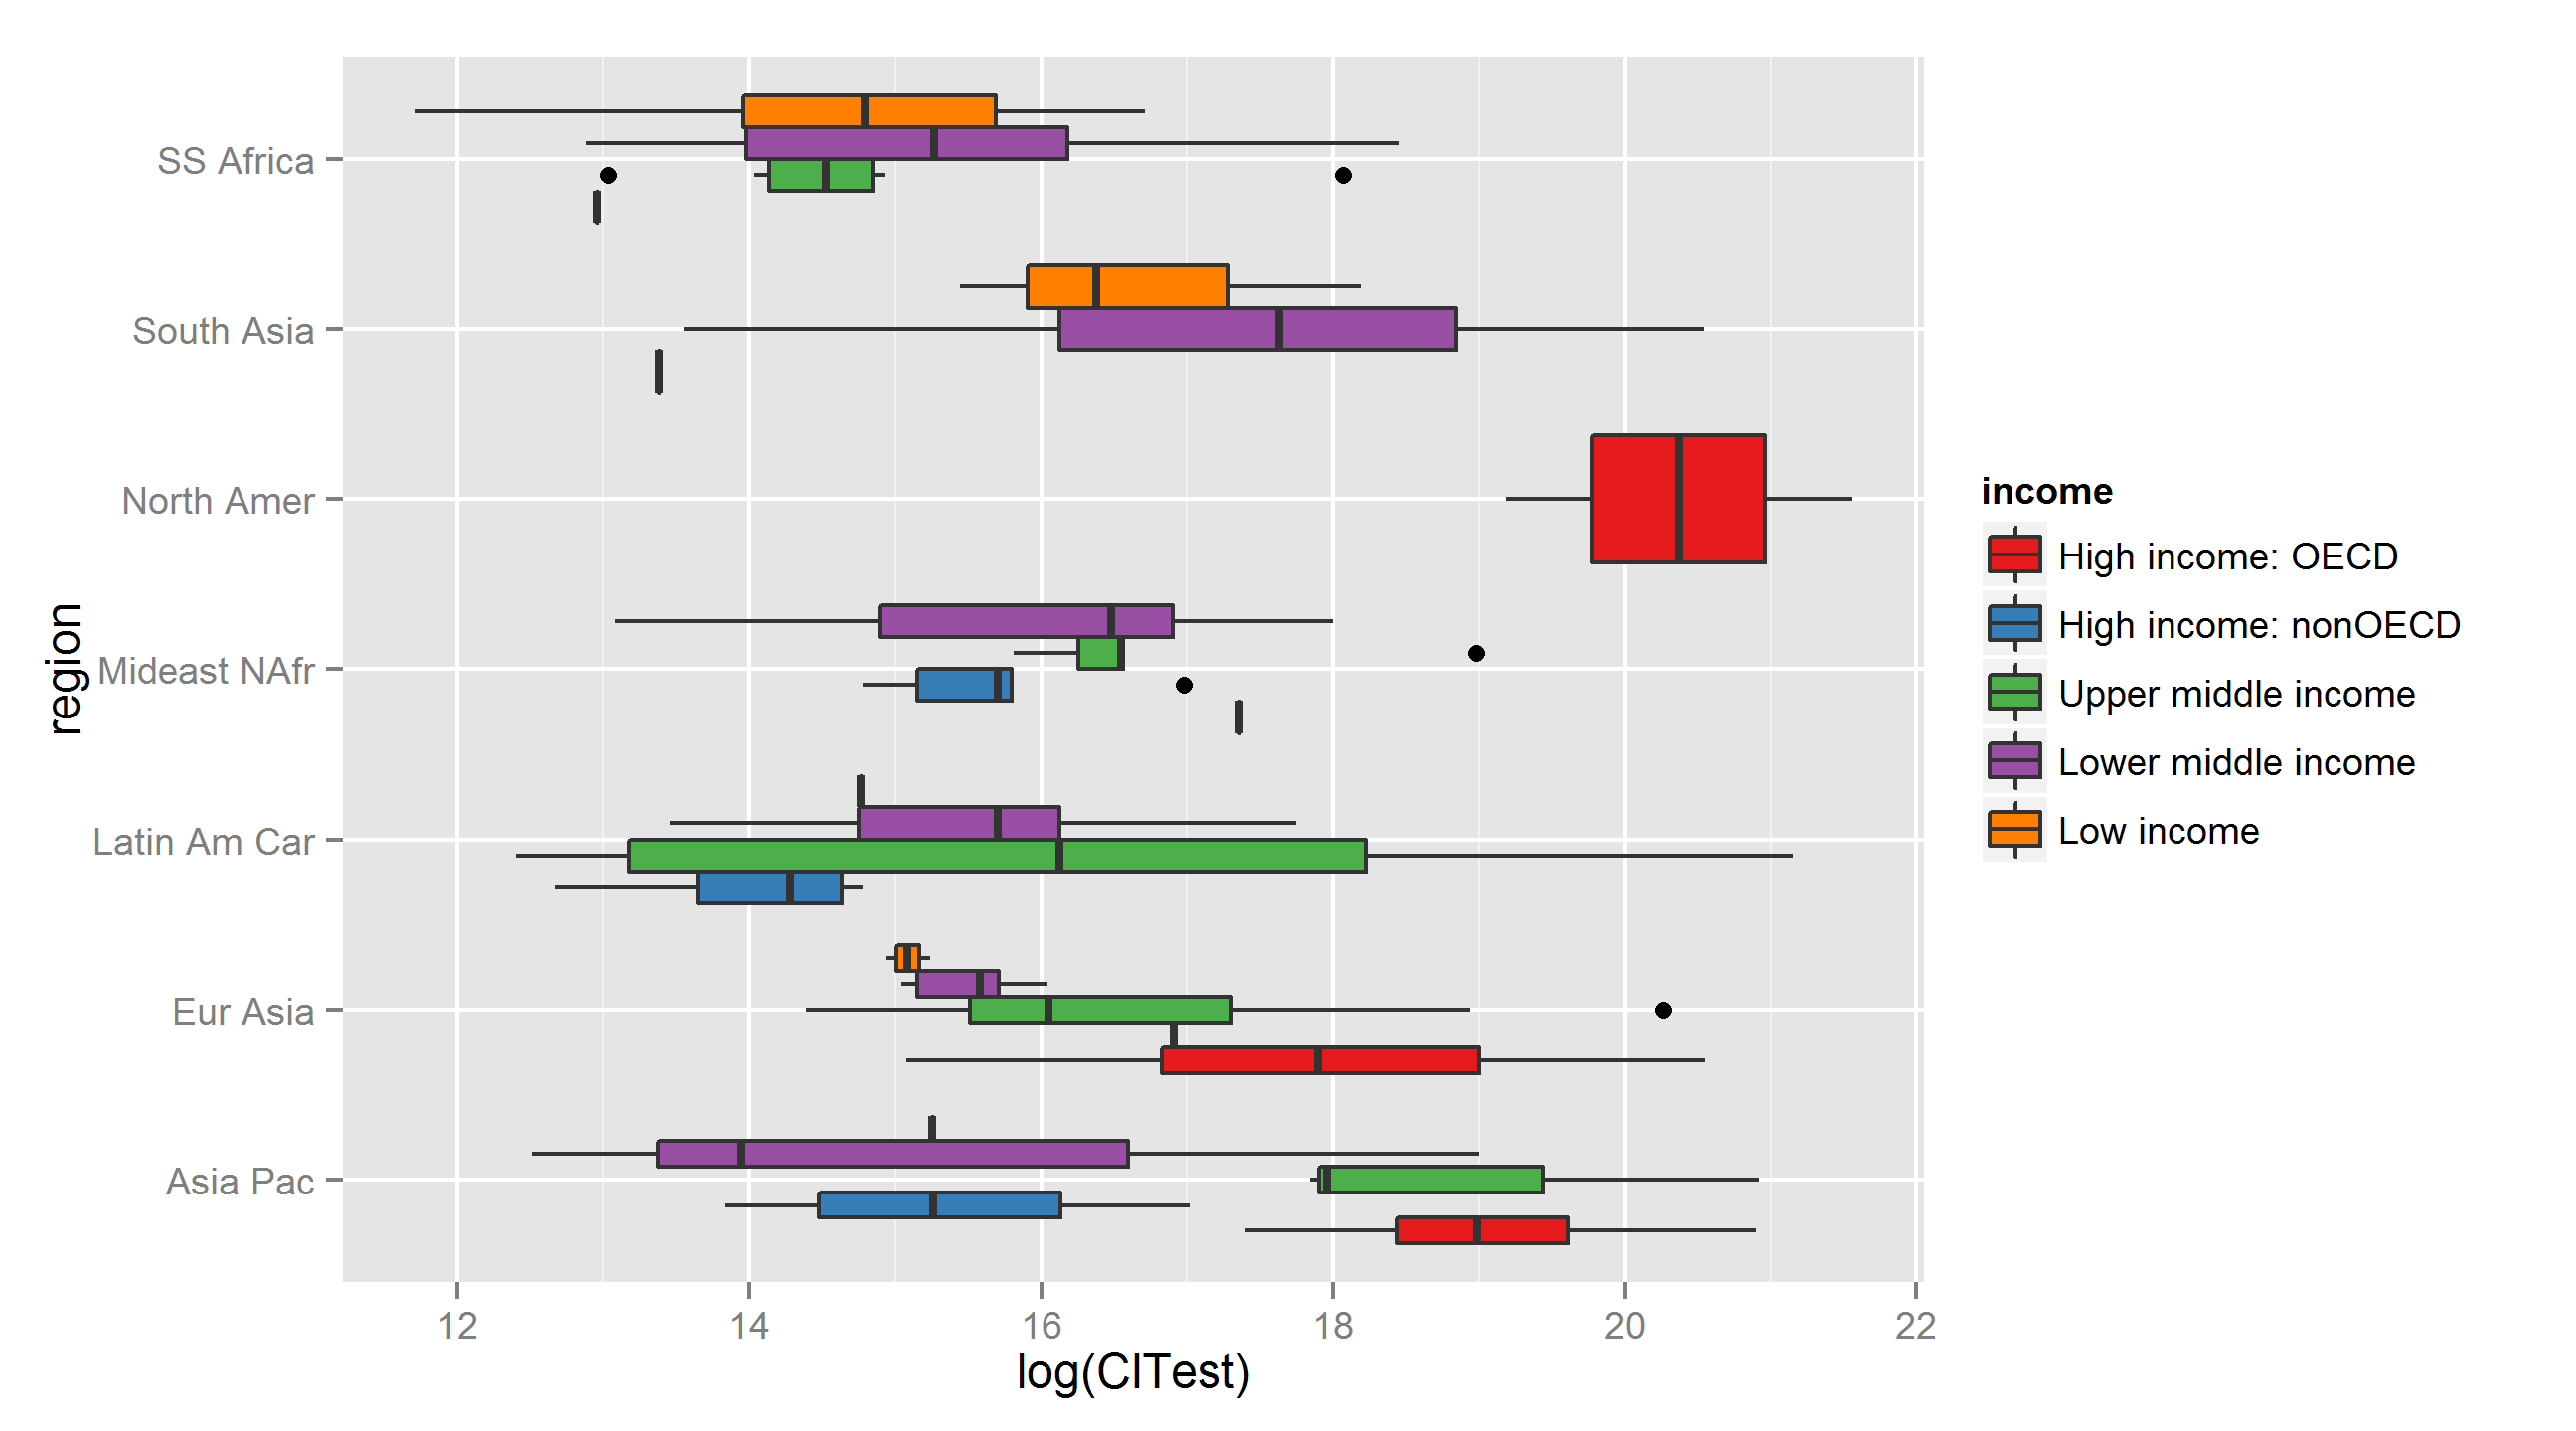 SS Africa
South Asia
North Amer
Mideast NAfr
Latin Am Car
Eur Asia
Asia Pac
region
12 14 16 18 20 22
log(CITest)
income
High income: OECD
High income: nonOECD
Upper middle income
Lower middle income
Low income